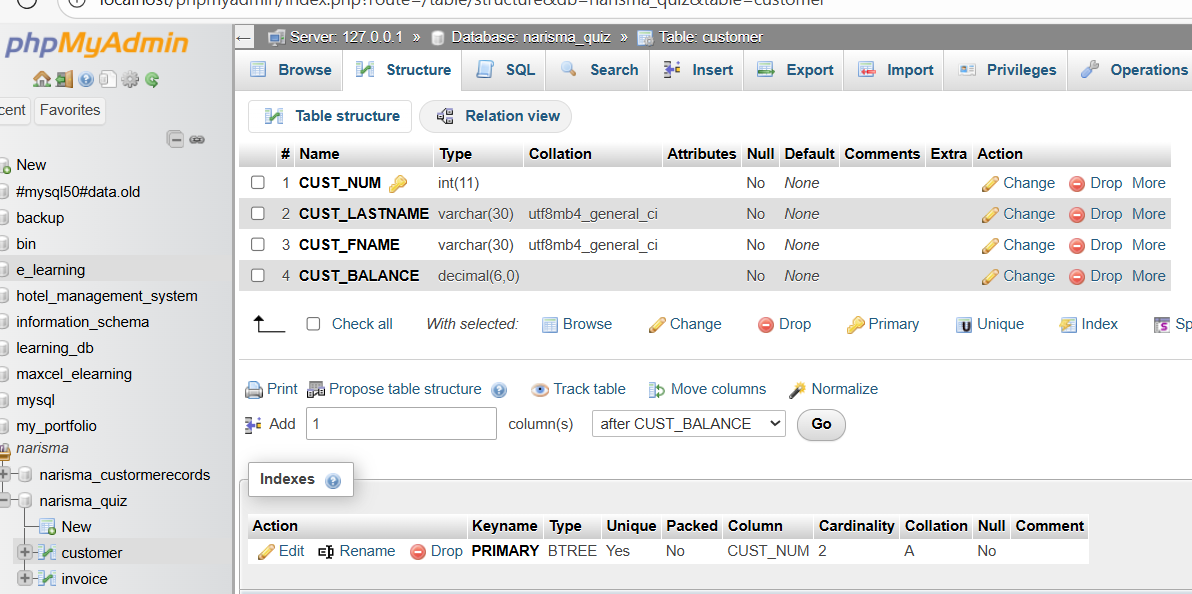 localhost/phpmyadmin/index.php?route=/table/structure&db=narisma_quiz&table=customer
phpMyAdmin
cent Favorites
New
#mysql50#data.old
backup
bin
e_learning
hotel_management_system
information_schema
learning_db
maxcel_elearning
mysql
my_portfolio
narisma
narisma_custormerecords
narisma_quiz
New
customer
invoice
Server: 127.0.0.1 » Database: narisma_quiz » Table: customer
Browse Structure SQL Search Insert Export Import Privileges Operations
Table structure Relation view
# Name Type Collation Attributes Null Default Comments Extra Action
1 CUST_NUM int(11) No None Change Drop More
2 CUST_LASTNAME varchar(30) utf8mb4_general_ci No None Change Drop More
3 CUST_FNAME varchar(30) utf8mb4_general_ci No None Change Drop More
4 CUST_BALANCE decimal(6,0) No None Change Drop More
Check all With selected: Browse Change Drop Primary Unique Index Sp
Print Propose table structure Track table Move columns Normalize
Add 1 column(s) after CUST_BALANCE Go
Indexes
Action Keyname Type Unique Packed Column Cardinality Collation Null Comment
Edit Rename Drop PRIMARY BTREE Yes No CUST_NUM 2 A No